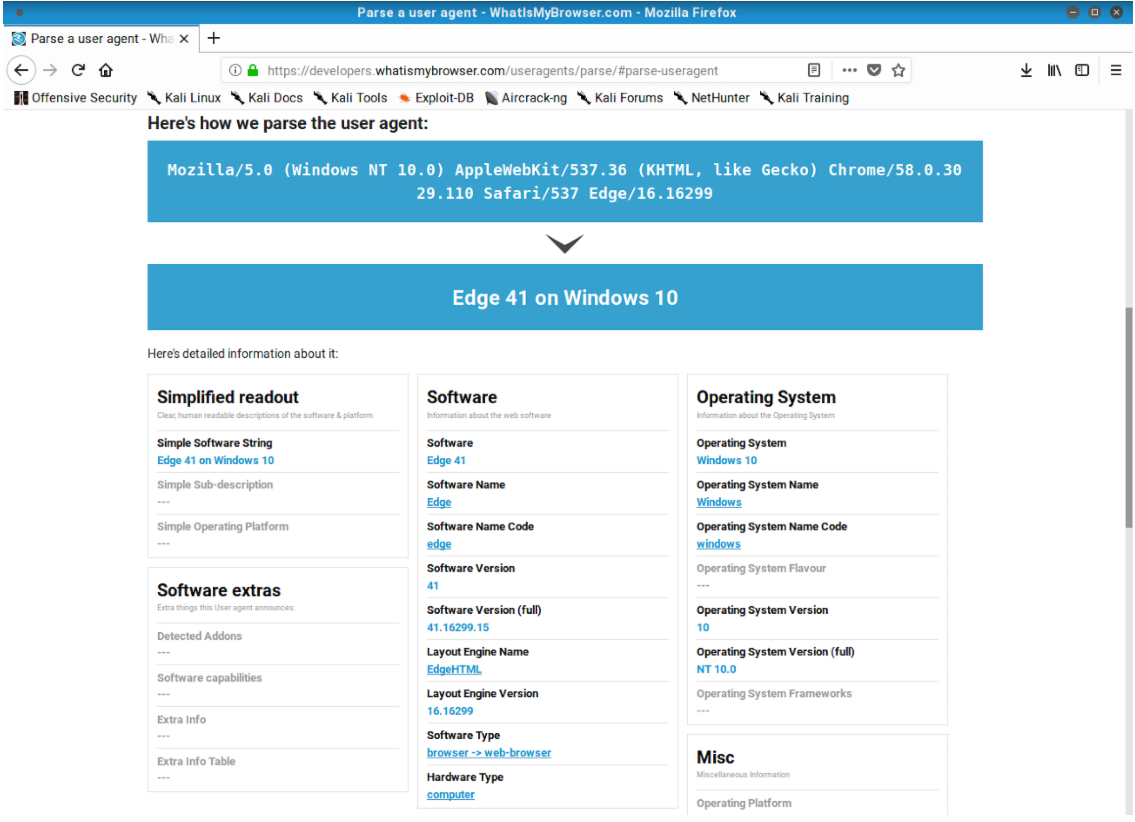 Parse a user agent - WhatIsMyBrowser.com - Mozilla Firefox
Parse a user agent - Wha
https://developers.whatismybrowser.com/useragents/parse/#parse-useragent
Offensive Security Kali Linux Kali Docs Kali Tools Exploit-DB Aircrack-ng Kali Forums NetHunter Kali Training
Here's how we parse the user agent:
Mozilla/5.0 (Windows NT 10.0) AppleWebKit/537.36 (KHTML, like Gecko) Chrome/58.0.30
29.110 Safari/537 Edge/16.16299
Edge 41 on Windows 10
Here's detailed information about it:
Simplified readout
Clear, human readable descriptions of the software & platform
Simple Software String
Edge 41 on Windows 10
Simple Sub-description
---
Simple Operating Platform
---
Software extras
Extra things this User agent announces.
Detected Addons
---
Software capabilities
---
Extra Info
---
Extra Info Table
---
Software
Information about the web software
Software
Edge 41
Software Name
Edge
Software Name Code
edge
Software Version
41
Software Version (full)
41.16299.15
Layout Engine Name
EdgeHTML
Layout Engine Version
16.16299
Software Type
browser -> web-browser
Hardware Type
computer
Operating System
Information about the Operating System
Operating System
Windows 10
Operating System Name
Windows
Operating System Name Code
windows
Operating System Flavour
---
Operating System Version
10
Operating System Version (full)
NT 10.0
Operating System Frameworks
---
Misc
Miscellaneous Information
Operating Platform